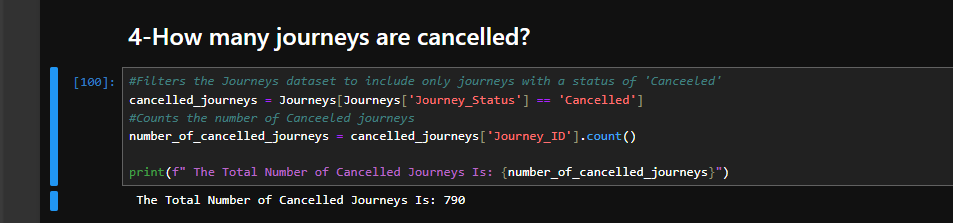 4-How many journeys are cancelled?
[100]: #Filters the Journeys dataset to include only journeys with a status of 'Canceeled'
cancelled_journeys = Journeys[Journeys['Journey_Status'] == 'Cancelled']
#Counts the number of Canceeled journeys
number_of_cancelled_journeys = cancelled_journeys['Journey_ID'].count()
print(f" The Total Number of Cancelled Journeys Is: {number_of_cancelled_journeys}")
The Total Number of Cancelled Journeys Is: 790